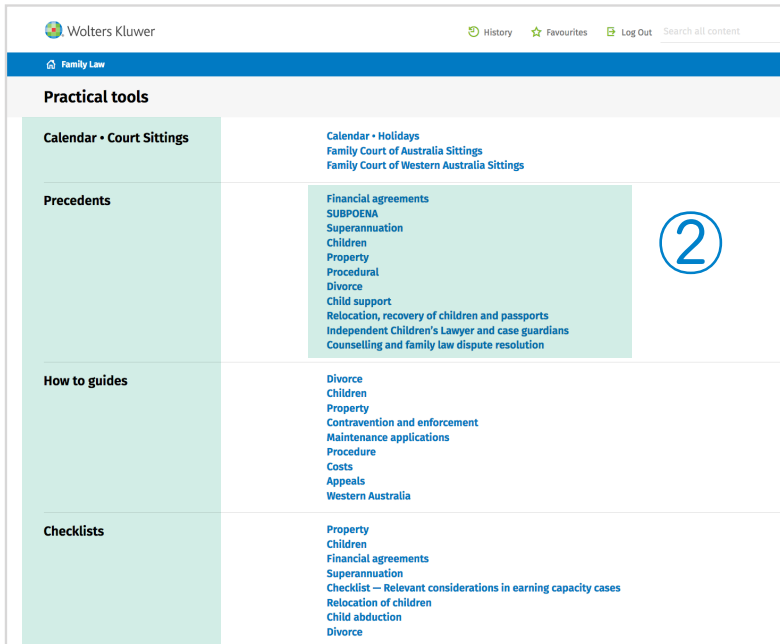 Wolters Kluwer
History Favourites Log Out Search all content
Family Law
Practical tools
Calendar • Court Sittings
Calendar • Holidays
Family Court of Australia Sittings
Family Court of Western Australia Sittings
Precedents
Financial agreements
SUBPOENA
Superannuation
Children
Property
Procedural
Divorce
Child support
Relocation, recovery of children and passports
Independent Children's Lawyer and case guardians
Counselling and family law dispute resolution
2
How to guides
Divorce
Children
Property
Contravention and enforcement
Maintenance applications
Procedure
Costs
Appeals
Western Australia
Checklists
Property
Children
Financial agreements
Superannuation
Checklist — Relevant considerations in earning capacity cases
Relocation of children
Child abduction
Divorce